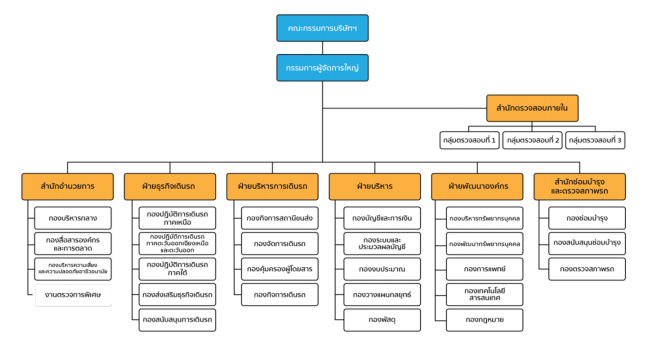 คณะกรรมการบริษัทฯ
กรรมการผู้จัดการใหญ่
สำนักตรวจสอบภายใน
กลุ่มตรวจสอบที่ 1
กลุ่มตรวจสอบที่ 2
กลุ่มตรวจสอบที่ 3
สำนักอำนวยการ
กองบริหารกลาง
กองสื่อสารองค์กร
และการตลาด
กองบริหารความเสี่ยง
และความปลอดภัยอาชีวอนามัย
งานตรวจการพิเศษ
ฝ่ายธุรกิจเดินรถ
กองปฏิบัติการเดินรถ
ภาคเหนือ
กองปฏิบัติการเดินรถ
ภาคตะวันออกเฉียงเหนือ
และตะวันออก
กองปฏิบัติการเดินรถ
ภาคใต้
กองส่งเสริมธุรกิจเดินรถ
กองสนับสนุนการเดินรถ
ฝ่ายบริหารการเดินรถ
กองกิจการสถานีขนส่ง
กองจัดการเดินรถ
กองคุ้มครองผู้โดยสาร
กองกิจการเดินรถ
ฝ่ายบริหาร
กองบัญชีและการเงิน
กองระบบและ
ประมวลผลบัญชี
กองงบประมาณ
กองวางแผนกลยุทธ์
กองพัสดุ
ฝ่ายพัฒนาองค์กร
กองบริหารทรัพยากรบุคคล
กองพัฒนาทรัพยากรบุคคล
กองการแพทย์
กองเทคโนโลยี
สารสนเทศ
กองกฎหมาย
สำนักซ่อมบำรุง
และตรวจสภาพรถ
กองซ่อมบำรุง
กองสนับสนุนซ่อมบำรุง
กองตรวจสภาพรถ